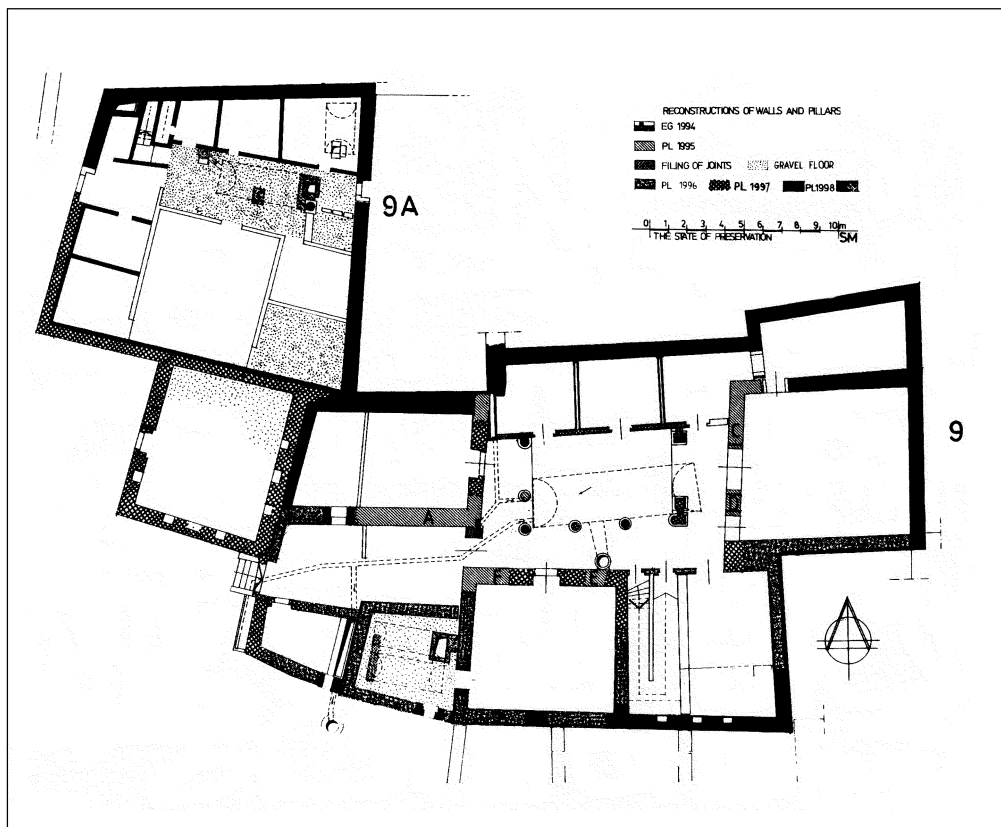 RECONSTRUCTIONS OF WALLS AND PILLARS
EG 1994
PL 1995
FILING OF JOINTS GRAVEL FLOOR
PL 1996 PL 1997 PL1998
0 1 2 3 4 5 6 7 8 9 10m
THE STATE OF PRESERVATION SM
9A
9
C
D
A
F
E